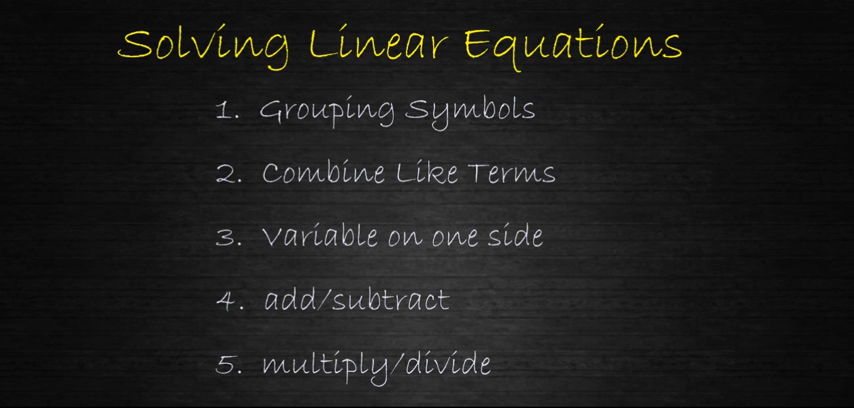 Solving Linear Equations
1. Grouping Symbols
2. Combine Like Terms
3. Variable on one side
4. add/subtract
5. multiply/divide